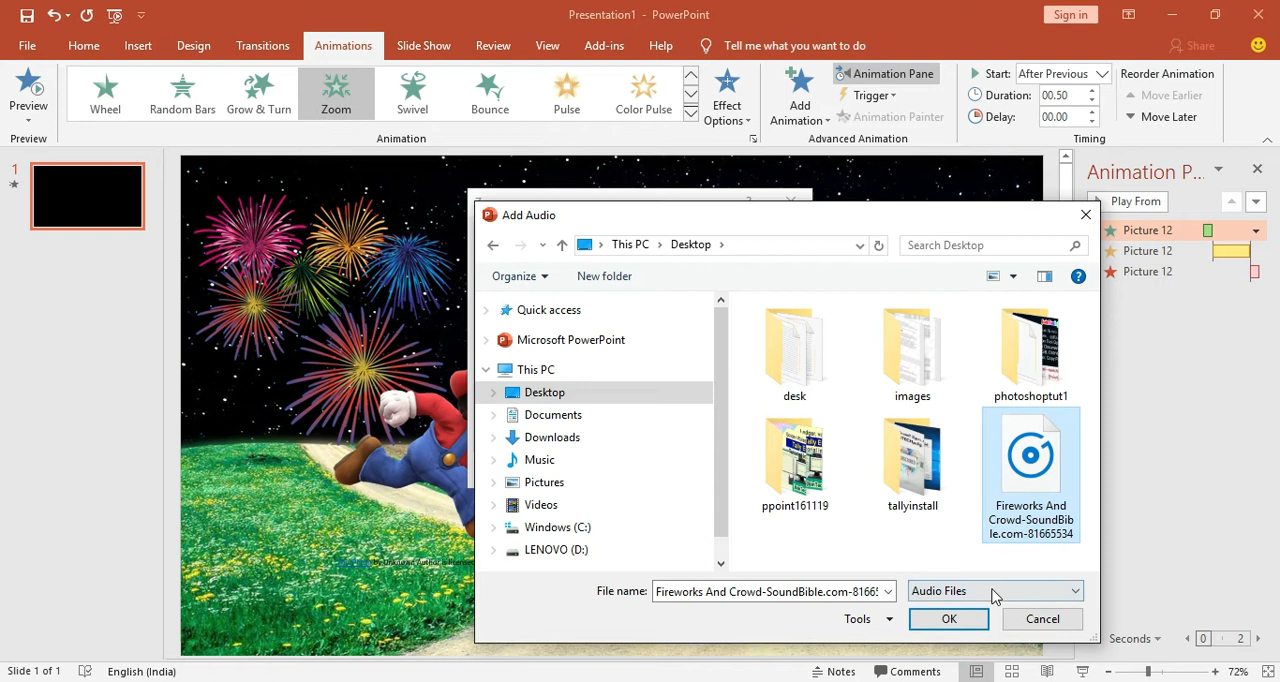 Presentation1 - PowerPoint
Sign in
File Home Insert Design Transitions Animations Slide Show Review View Add-ins Help Tell me what you want to do Share
Preview
Preview
Wheel Random Bars Grow & Turn Zoom Swivel Bounce Pulse Color Pulse
Animation
Effect
Options
Add
Animation
Animation Pane
Trigger
Animation Painter
Advanced Animation
Start: After Previous
Duration: 00.50
Delay: 00.00
Reorder Animation
Move Earlier
Move Later
Timing
1
Add Audio
This PC Desktop
Search Desktop
Organize New folder
Quick access
Microsoft PowerPoint
This PC
Desktop
Documents
Downloads
Music
Pictures
Videos
Windows (C:)
LENOVO (D:)
desk images photoshoptut1
ppoint161119 tallyinstall
Fireworks And
Crowd-SoundBib
le.com-81665534
File name: Fireworks And Crowd-SoundBible.com-8166
Audio Files
Tools OK Cancel
Animation P...
Play From
Picture 12
Picture 12
Picture 12
Seconds 0 2
Slide 1 of 1 English (India) Notes Comments 72%